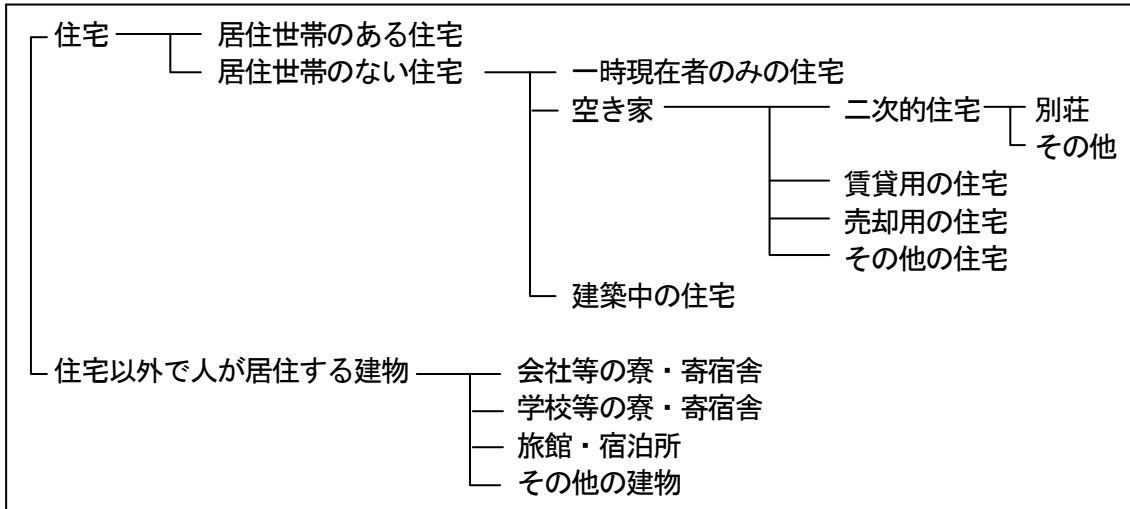 住宅 居住世帯のある住宅
居住世帯のない住宅 一時現在者のみの住宅
空き家 二次的住宅 別荘
その他
賃貸用の住宅
売却用の住宅
その他の住宅
建築中の住宅
住宅以外で人が居住する建物 会社等の寮・寄宿舎
学校等の寮・寄宿舎
旅館・宿泊所
その他の建物